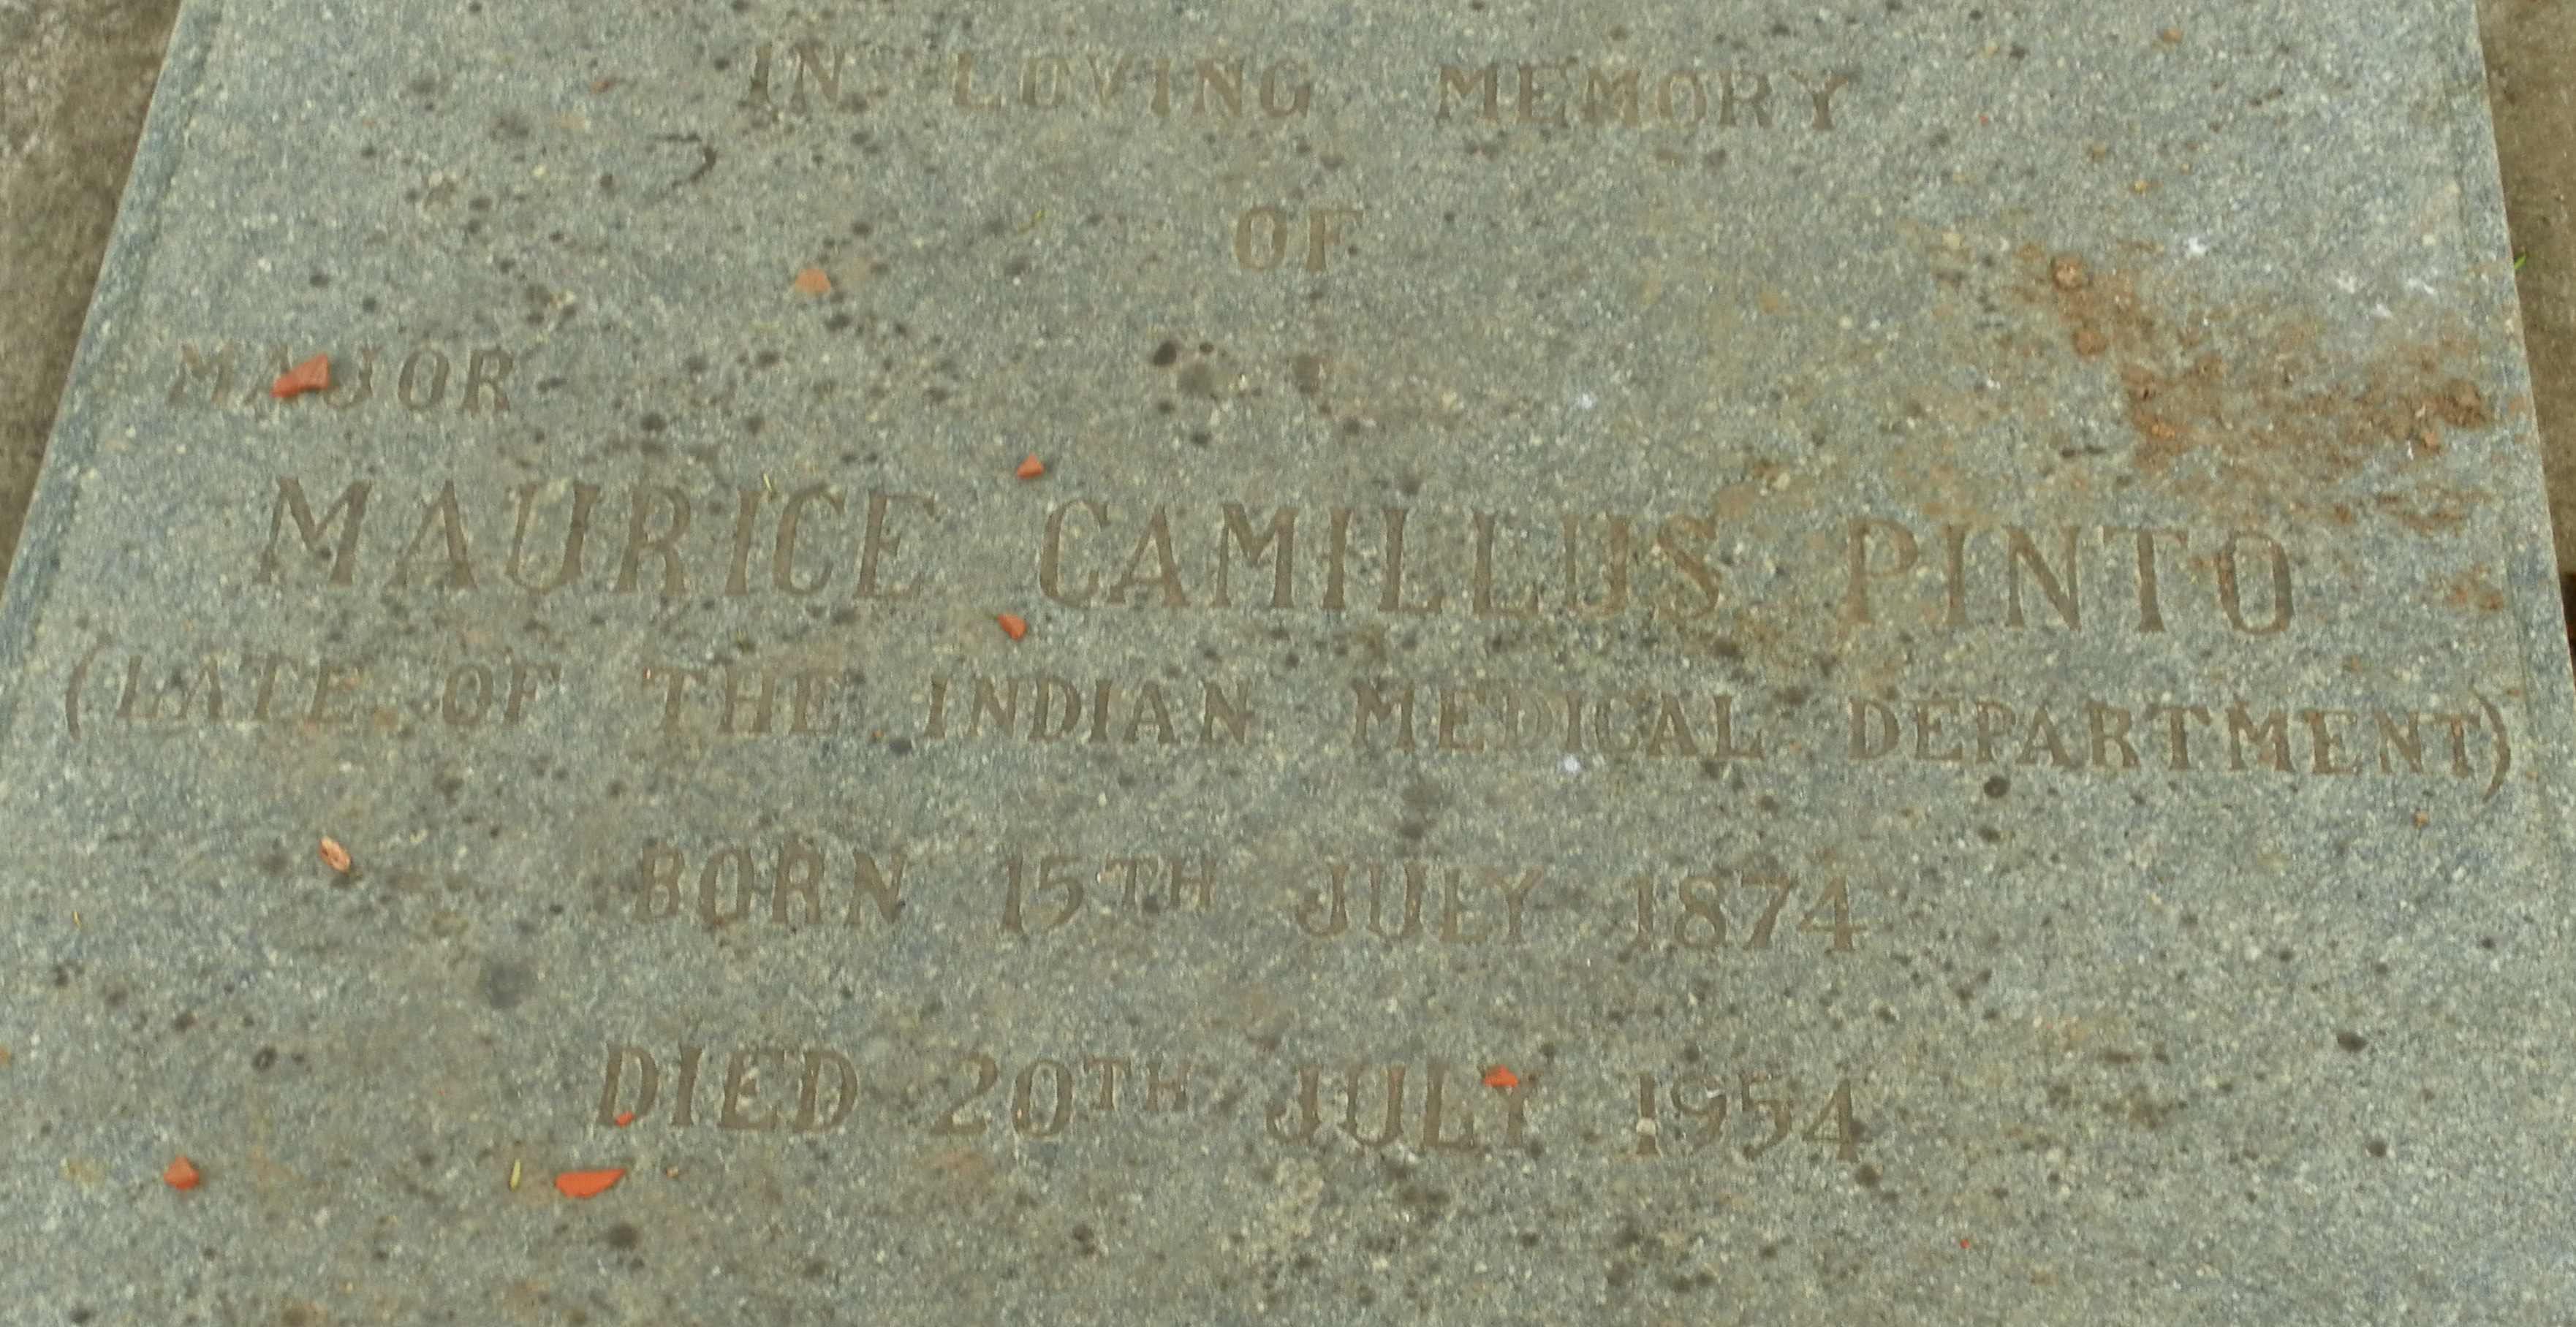 IN LOVING MEMORY
OF
MAJOR
MAURICE CAMILLUS PINTO
(LATE OF THE INDIAN MEDICAL DEPARTMENT)
BORN 15TH JULY 1874
DIED 20TH JULY 1954